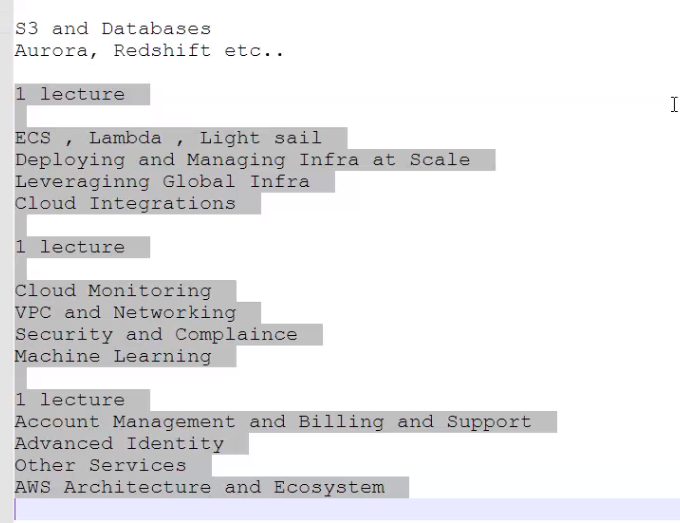 S3 and Databases
Aurora, Redshift etc..
1 lecture
ECS , Lambda , Light sail
Deploying and Managing Infra at Scale
Leveraginng Global Infra
Cloud Integrations
1 lecture
Cloud Monitoring
VPC and Networking
Security and Complaince
Machine Learning
1 lecture
Account Management and Billing and Support
Advanced Identity
Other Services
AWS Architecture and Ecosystem